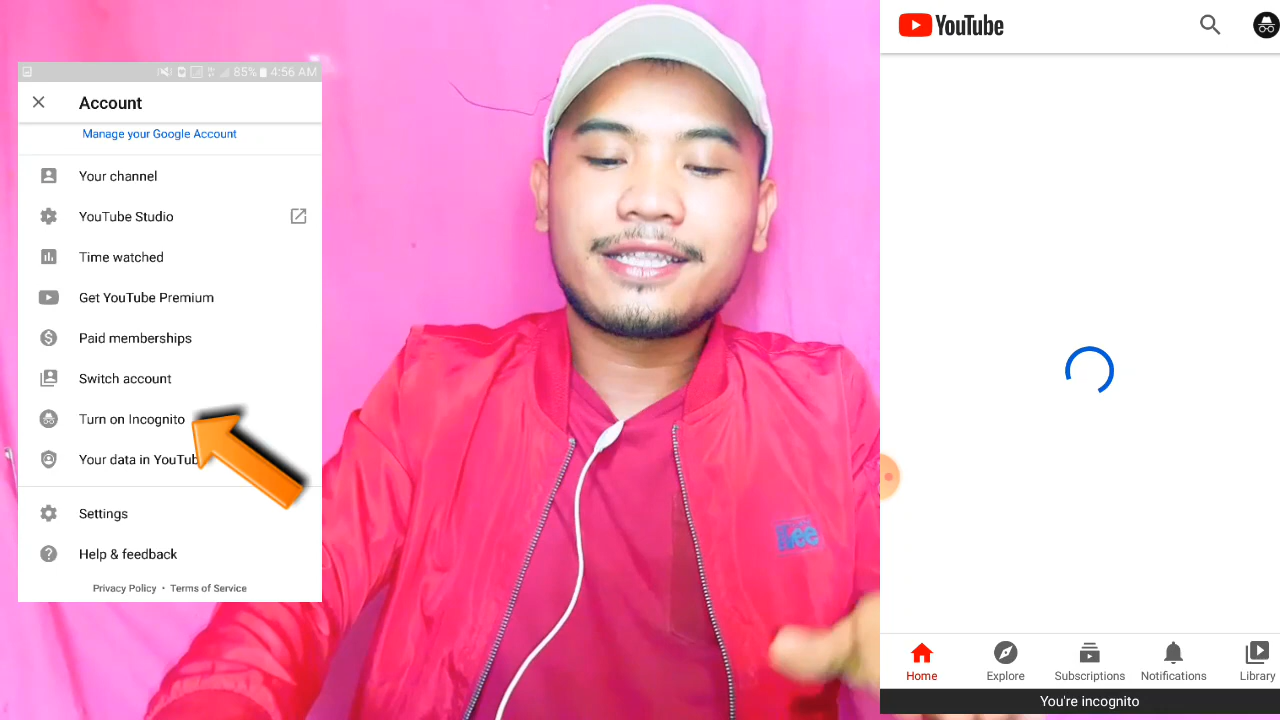 85% 4:56 AM
Account
Manage your Google Account
Your channel
YouTube Studio
Time watched
Get YouTube Premium
Paid memberships
Switch account
Turn on Incognito
Your data in YouTub
Settings
Help & feedback
Privacy Policy • Terms of Service
Lee
YouTube
Home
Explore
Subscriptions
Notifications
Library
You're incognito